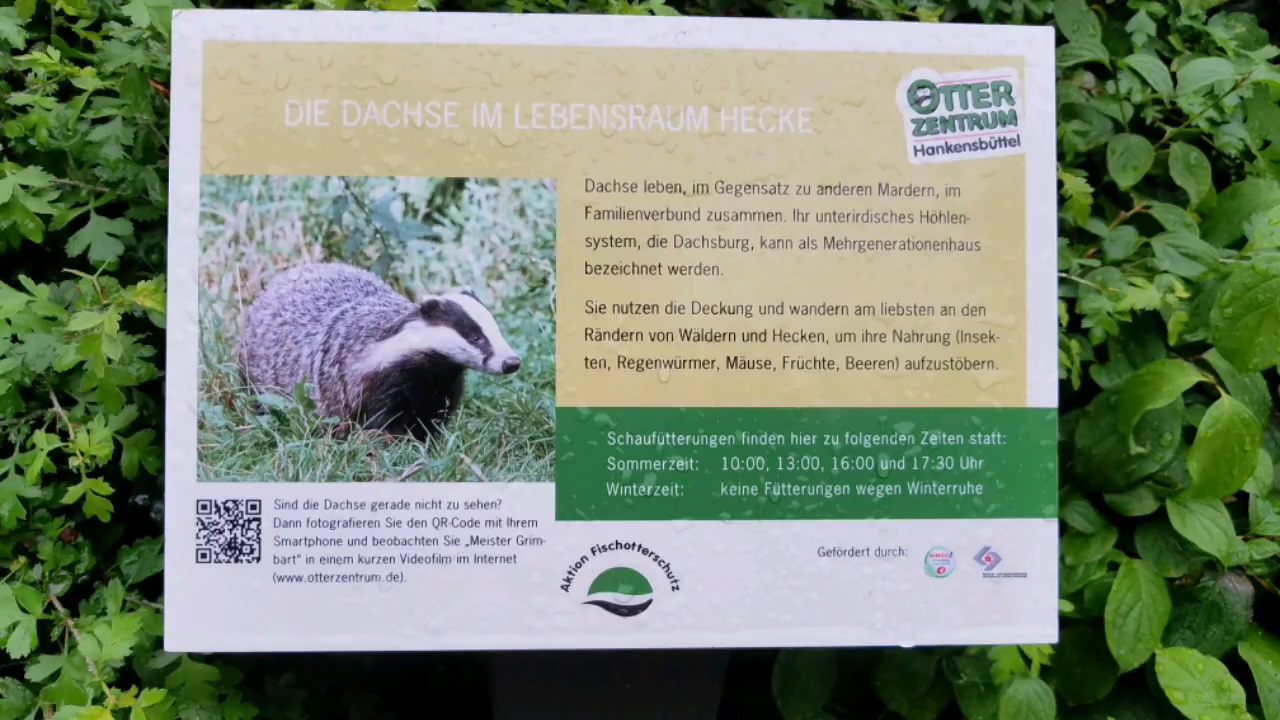 DIE DACHSE IM LEBENSRAUM HECKE
OTTER
ZENTRUM
Hankensbüttel
Dachse leben, im Gegensatz zu anderen Mardern, im
Familienverbund zusammen. Ihr unterirdisches Höhlen-
system, die Dachsburg, kann als Mehrgenerationenhaus
bezeichnet werden.
Sie nutzen die Deckung und wandern am liebsten an den
Rändern von Wäldern und Hecken, um ihre Nahrung (Insek-
ten, Regenwürmer, Mäuse, Früchte, Beeren) aufzustöbern.
Schaufütterungen finden hier zu folgenden Zeiten statt:
Sommerzeit: 10:00, 13:00, 16:00 und 17:30 Uhr
Winterzeit: keine Fütterungen wegen Winterruhe
Sind die Dachse gerade nicht zu sehen?
Dann fotografieren Sie den QR-Code mit Ihrem
Smartphone und beobachten Sie „Meister Grim-
bart" in einem kurzen Videofilm im Internet
(www.otterzentrum.de).
Aktion Fischotterschutz
Gefördert durch: